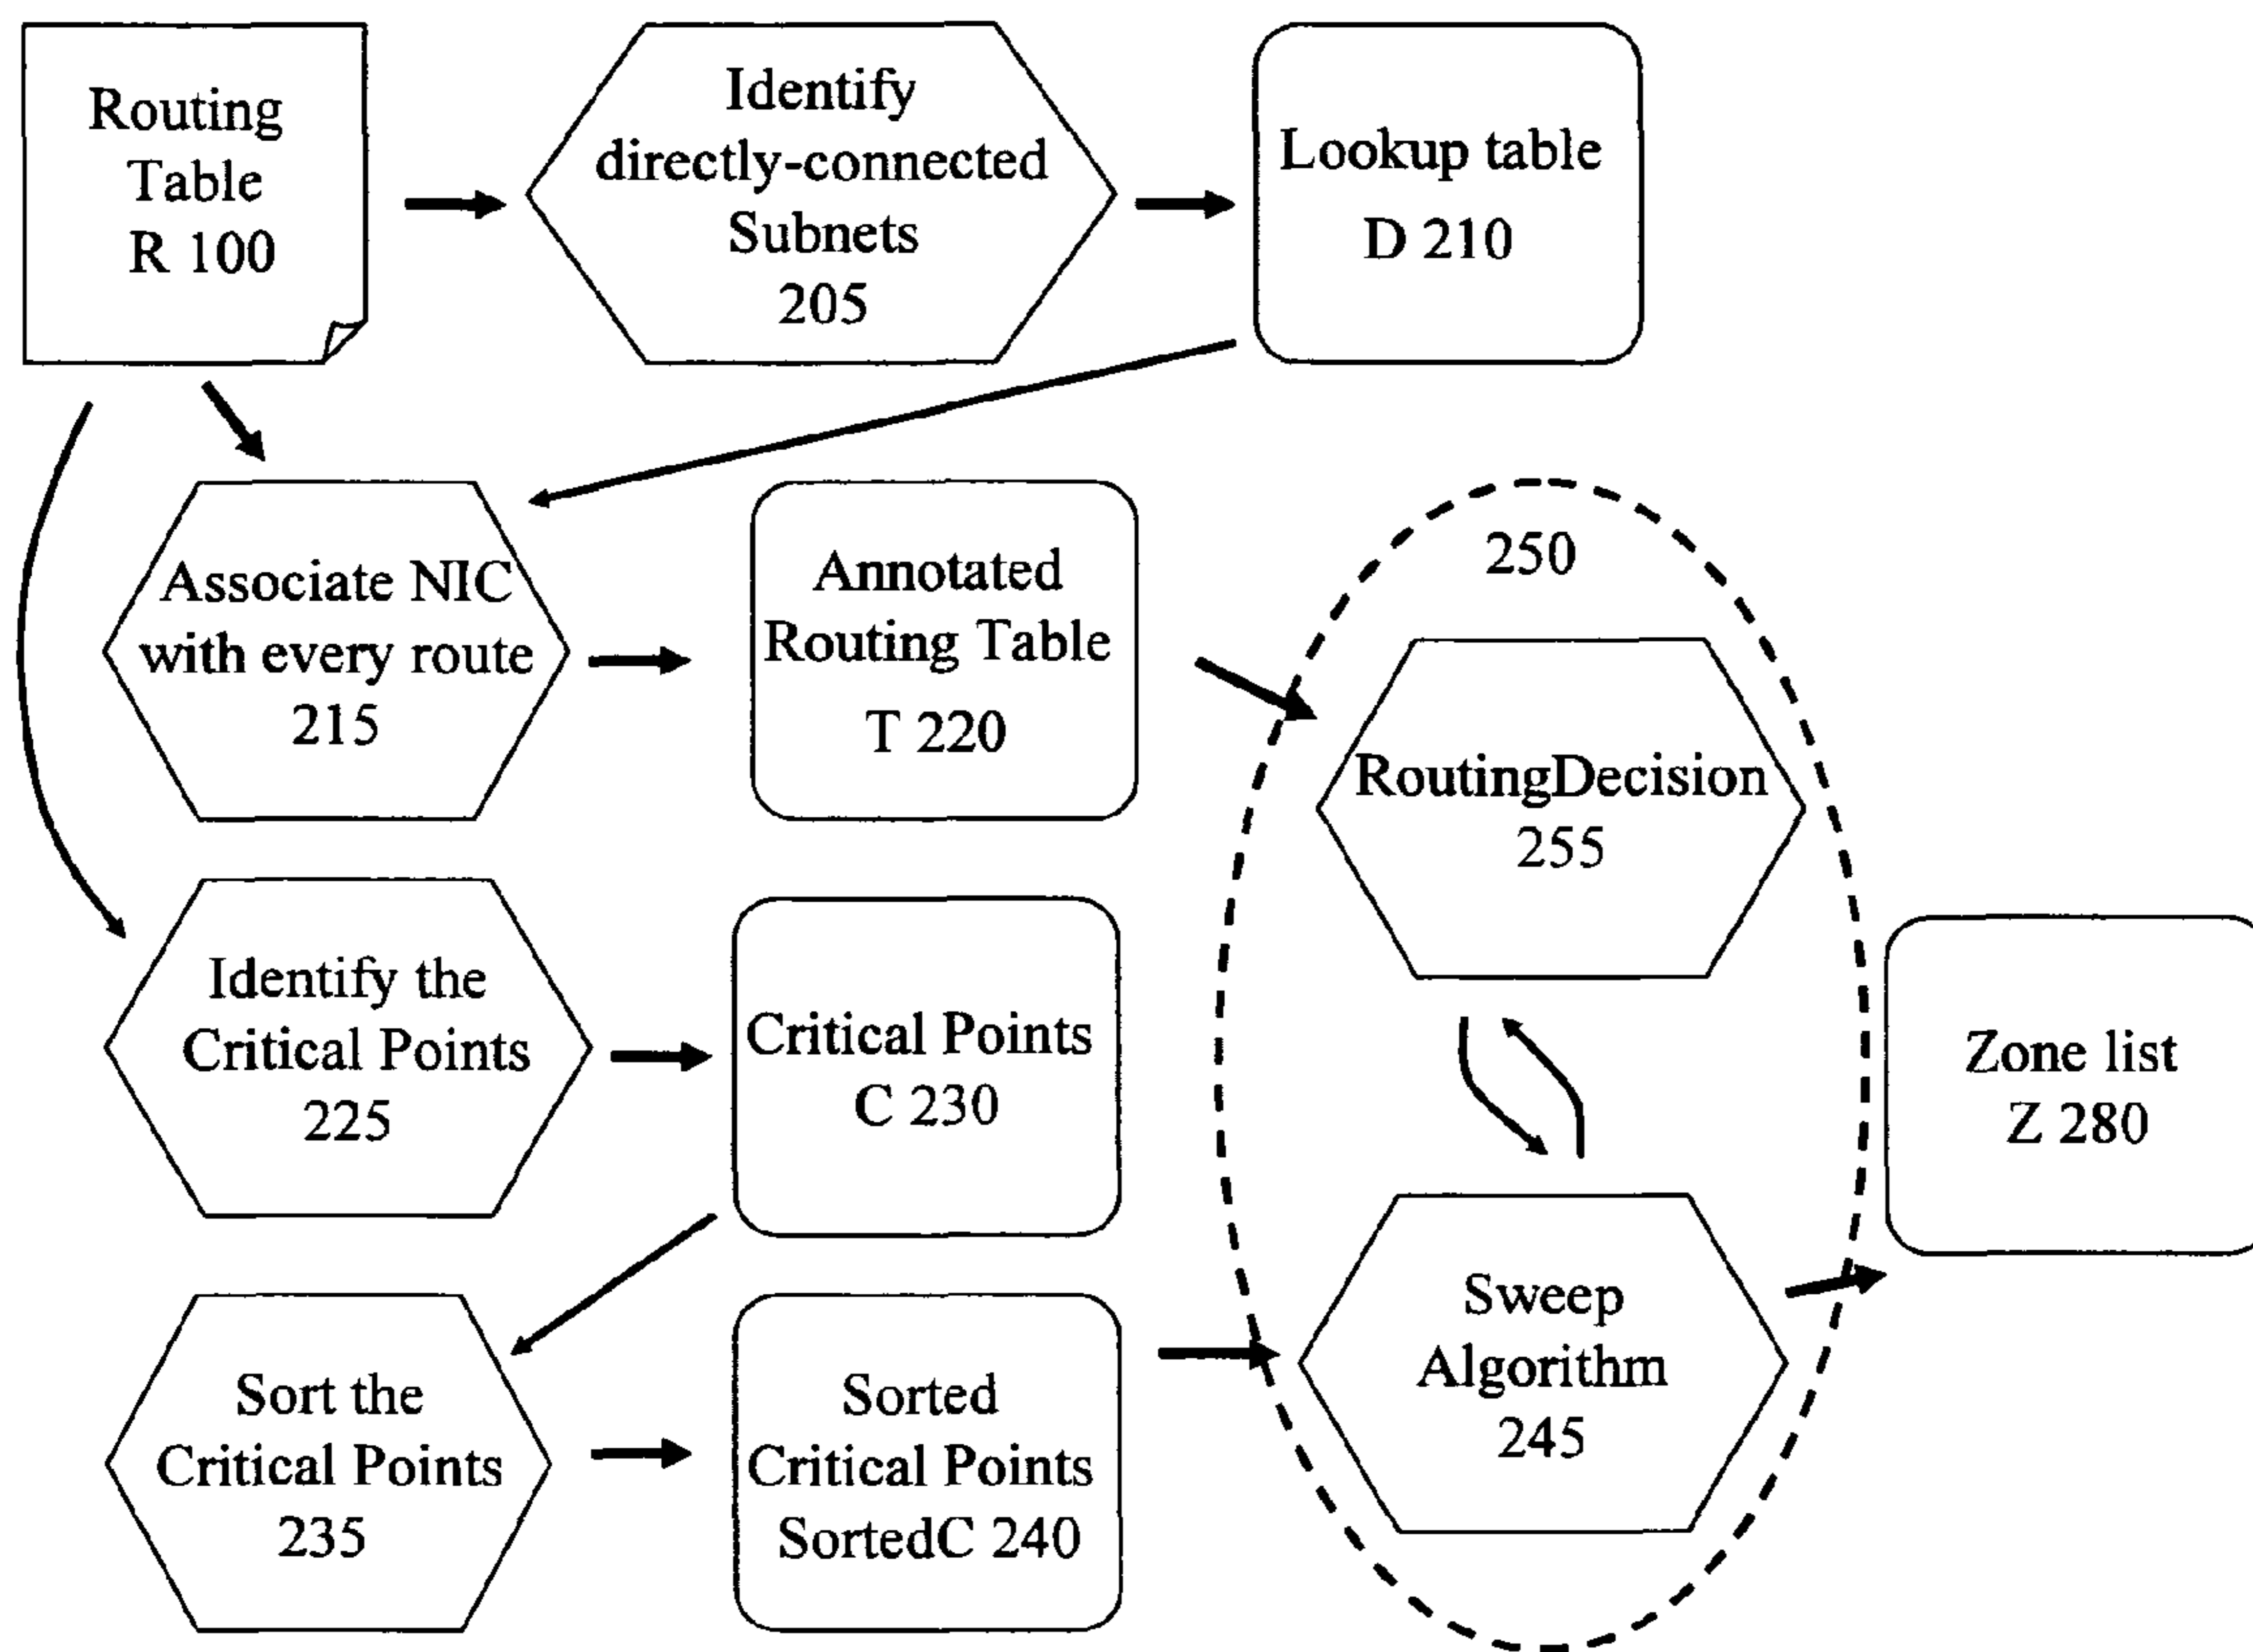 Routing
Table
R 100
Identify
directly-connected
Subnets
205
Lookup table
D 210
Associate NIC
with every route
215
Annotated
Routing Table
T 220
250
RoutingDecision
255
Identify the
Critical Points
225
Critical Points
C 230
Zone list
Z 280
Sort the
Critical Points
235
Sorted
Critical Points
SortedC 240
Sweep
Algorithm
245